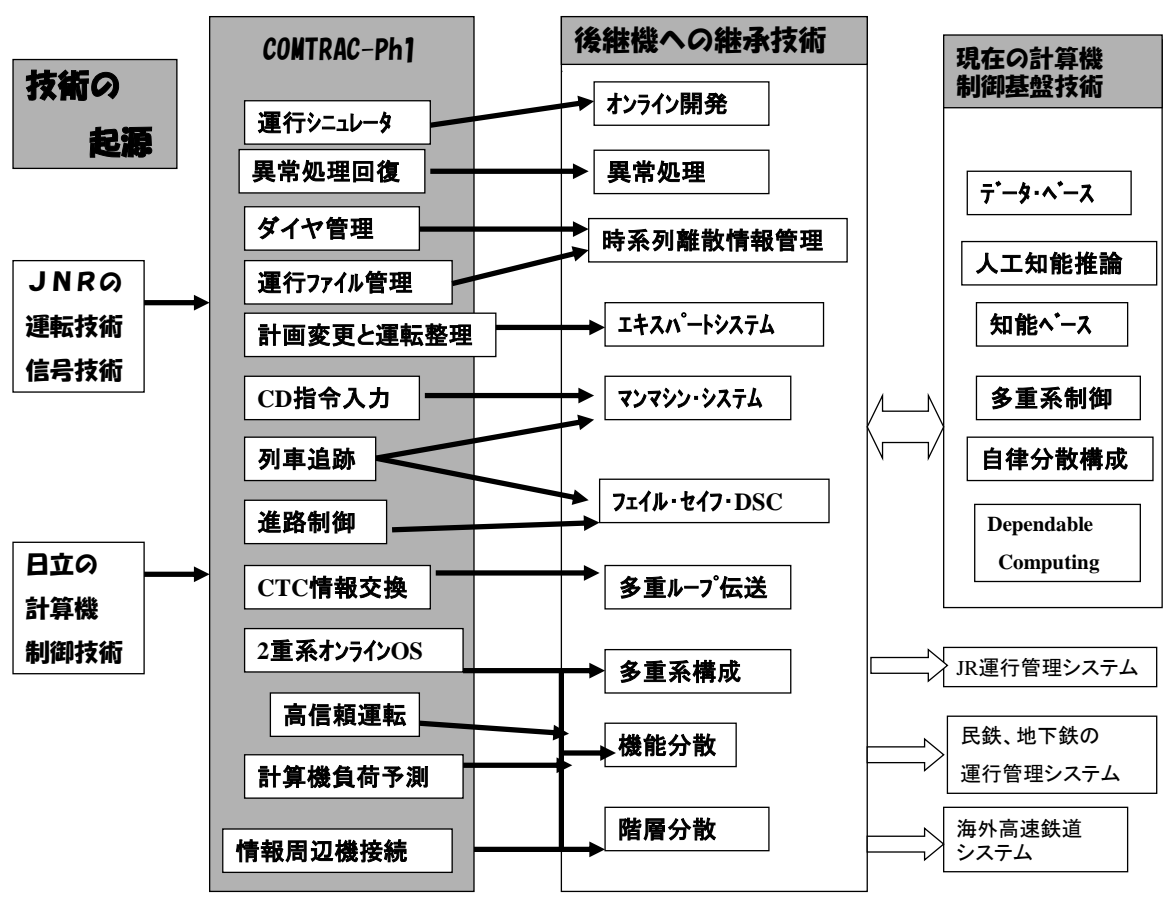 技術の
起源
JNRの
運転技術
信号技術
日立の
計算機
制御技術
COMTRAC-Ph1
運行シニュレータ
異常処理回復
ダイヤ管理
運行ファイル管理
計画変更と運転整理
CD指令入力
列車追跡
進路制御
CTC情報交換
2重系オンラインOS
高信頼運転
計算機負荷予測
情報周辺機接続
後継機への継承技術
オンライン開発
異常処理
時系列離散情報管理
エキスパートシステム
マンマシン・システム
フェイル・セイフ・DSC
多重ループ伝送
多重系構成
機能分散
階層分散
現在の計算機
制御基盤技術
データ・ベース
人工知能推論
知能ベース
多重系制御
自律分散構成
Dependable
Computing
JR運行管理システム
民鉄、地下鉄の
運行管理システム
海外高速鉄道
システム